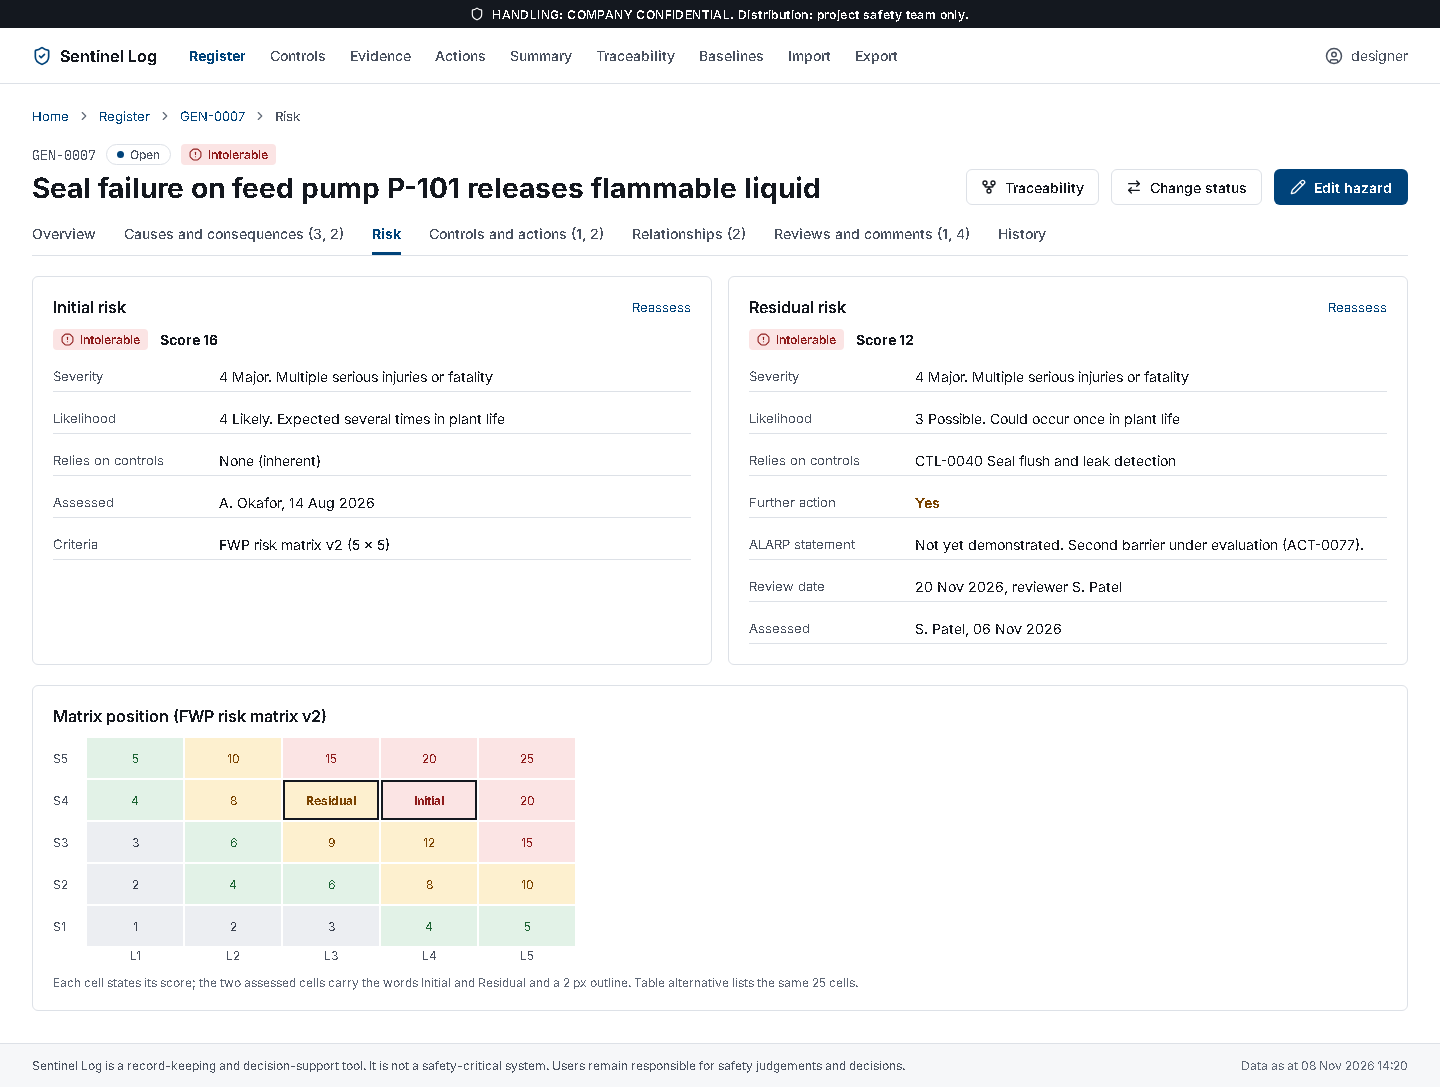 HANDLING: COMPANY CONFIDENTIAL. Distribution: project safety team only.
Sentinel Log Register Controls Evidence Actions Summary Traceability Baselines Import Export designer
Home > Register > GEN-0007 > Risk
GEN-0007 Open Intolerable
Seal failure on feed pump P-101 releases flammable liquid
Traceability Change status Edit hazard
Overview Causes and consequences (3, 2) Risk Controls and actions (1, 2) Relationships (2) Reviews and comments (1, 4) History
Initial risk Reassess
Intolerable Score 16
Severity 4 Major. Multiple serious injuries or fatality
Likelihood 4 Likely. Expected several times in plant life
Relies on controls None (inherent)
Assessed A. Okafor, 14 Aug 2026
Criteria FWP risk matrix v2 (5 × 5)
Residual risk Reassess
Intolerable Score 12
Severity 4 Major. Multiple serious injuries or fatality
Likelihood 3 Possible. Could occur once in plant life
Relies on controls CTL-0040 Seal flush and leak detection
Further action Yes
ALARP statement Not yet demonstrated. Second barrier under evaluation (ACT-0077).
Review date 20 Nov 2026, reviewer S. Patel
Assessed S. Patel, 06 Nov 2026
Matrix position (FWP risk matrix v2)
S5 5 10 15 20 25
S4 4 8 Residual Initial 20
S3 3 6 9 12 15
S2 2 4 6 8 10
S1 1 2 3 4 5
L1 L2 L3 L4 L5
Each cell states its score; the two assessed cells carry the words Initial and Residual and a 2 px outline. Table alternative lists the same 25 cells.
Sentinel Log is a record-keeping and decision-support tool. It is not a safety-critical system. Users remain responsible for safety judgements and decisions.
Data as at 08 Nov 2026 14:20